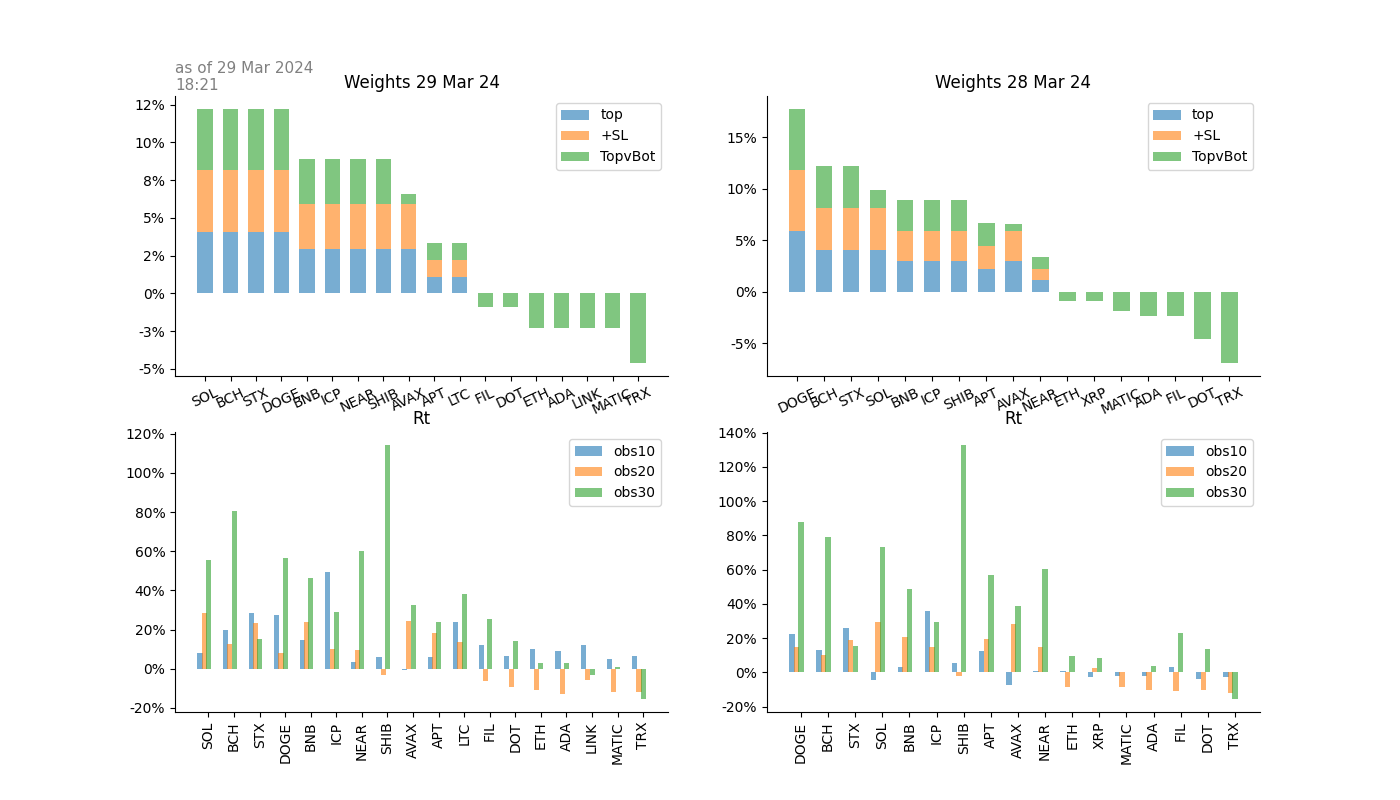 as of 29 Mar 2024
18:21
Weights 29 Mar 24
12%
10%
8%
5%
2%
0%
-3%
-5%
top
+SL
TopvBot
SOL BCH STX DOGE BNB ICP NEAR SHIB AVAX APT LTC FIL DOT ETH ADA LINK MATIC TRX
Weights 28 Mar 24
15%
10%
5%
0%
-5%
top
+SL
TopvBot
DOGE BCH STX SOL BNB ICP SHIB APT AVAX NEAR ETH XRP MATIC ADA FIL DOT TRX
Rt
120%
100%
80%
60%
40%
20%
0%
-20%
obs10
obs20
obs30
SOL BCH STX DOGE BNB ICP NEAR SHIB AVAX APT LTC FIL DOT ETH ADA LINK MATIC TRX
Rt
140%
120%
100%
80%
60%
40%
20%
0%
-20%
obs10
obs20
obs30
DOGE BCH STX SOL BNB ICP SHIB APT AVAX NEAR ETH XRP MATIC ADA FIL DOT TRX